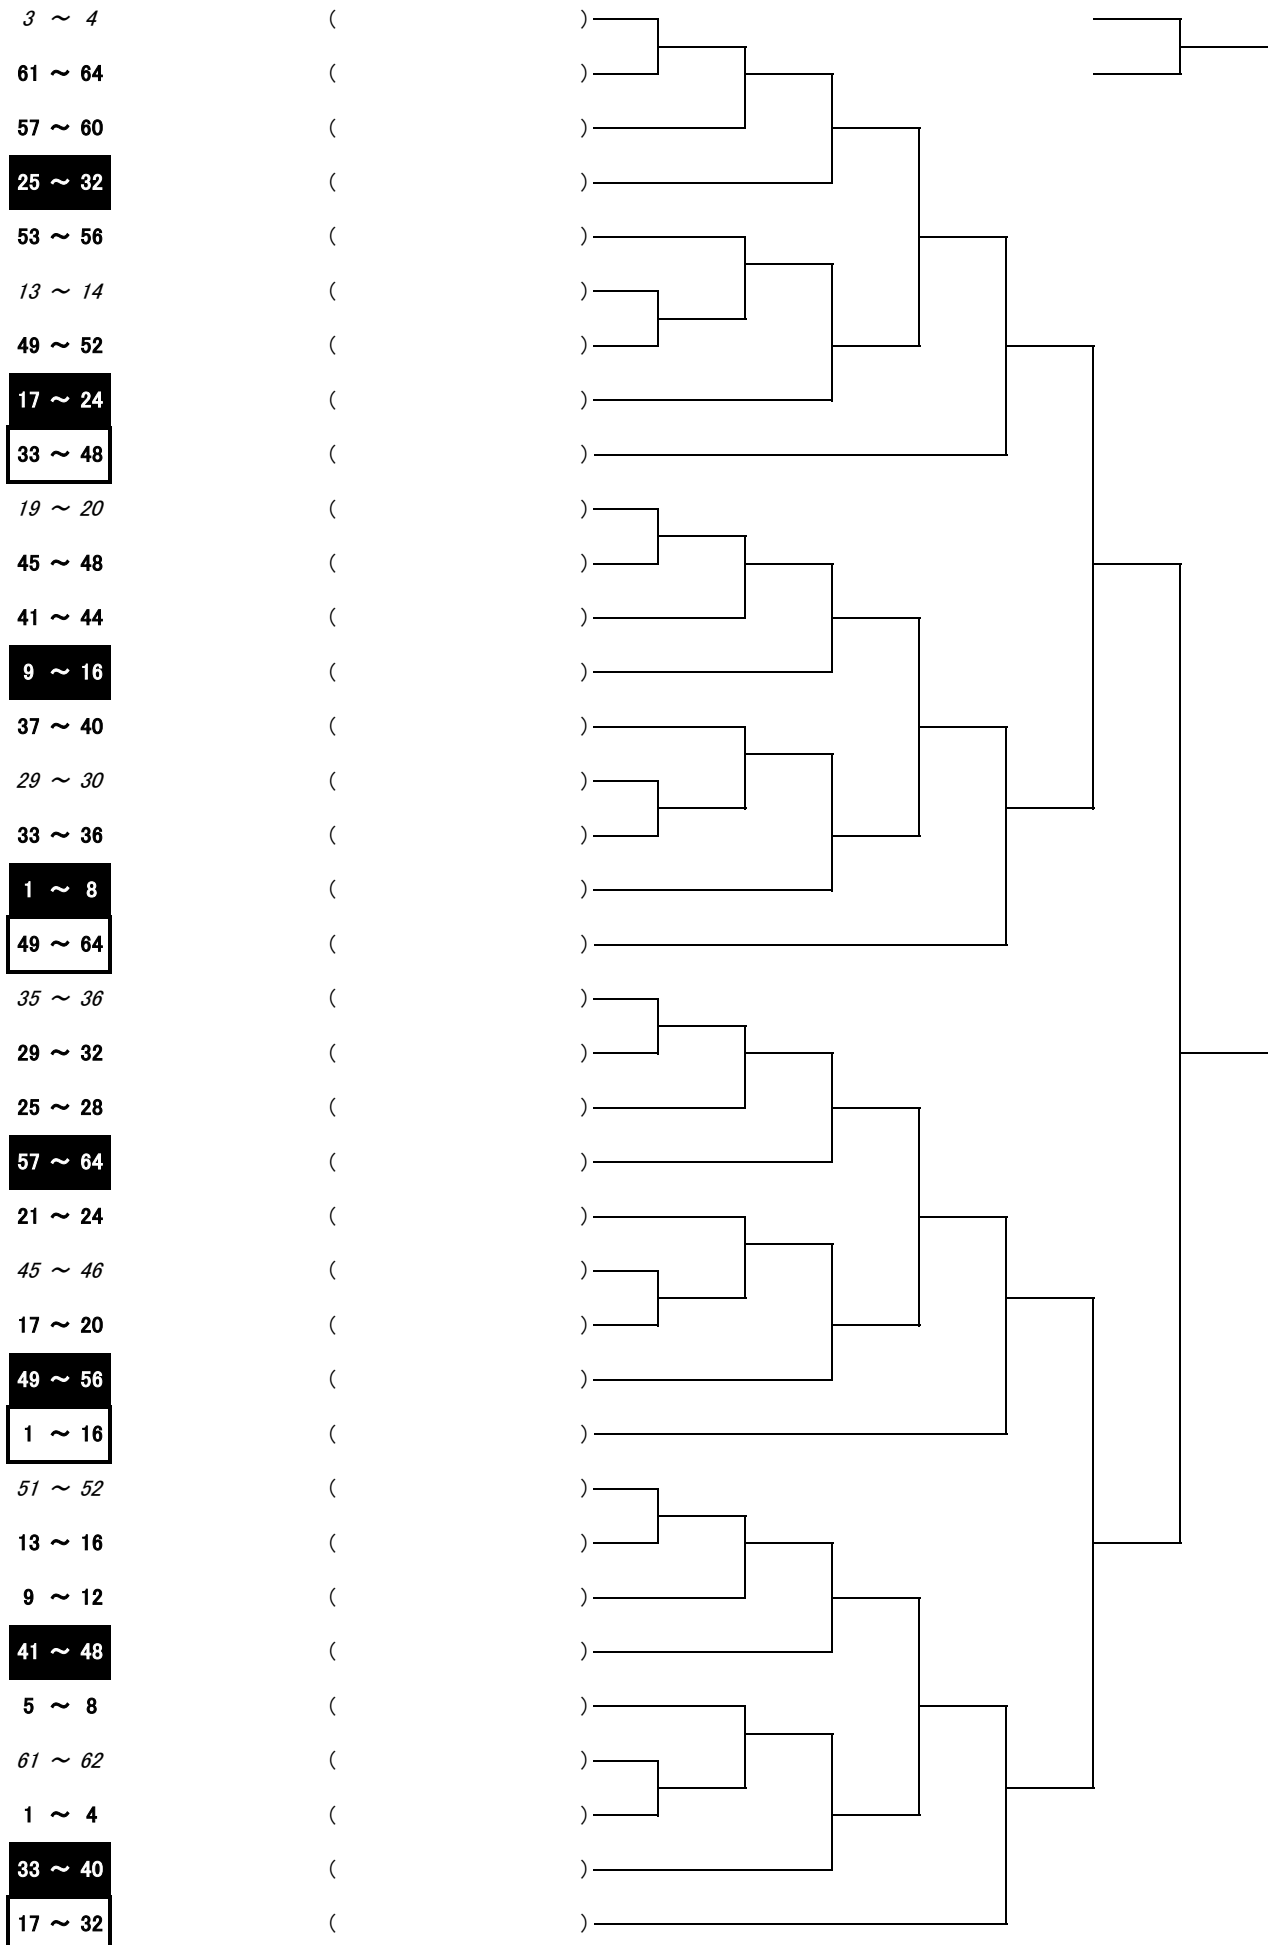 3 ～ 4 ( )
61 ～ 64 ( )
57 ～ 60 ( )
25 ～ 32 ( )
53 ～ 56 ( )
13 ～ 14 ( )
49 ～ 52 ( )
17 ～ 24 ( )
33 ～ 48 ( )
19 ～ 20 ( )
45 ～ 48 ( )
41 ～ 44 ( )
9 ～ 16 ( )
37 ～ 40 ( )
29 ～ 30 ( )
33 ～ 36 ( )
1 ～ 8 ( )
49 ～ 64 ( )
35 ～ 36 ( )
29 ～ 32 ( )
25 ～ 28 ( )
57 ～ 64 ( )
21 ～ 24 ( )
45 ～ 46 ( )
17 ～ 20 ( )
49 ～ 56 ( )
1 ～ 16 ( )
51 ～ 52 ( )
13 ～ 16 ( )
9 ～ 12 ( )
41 ～ 48 ( )
5 ～ 8 ( )
61 ～ 62 ( )
1 ～ 4 ( )
33 ～ 40 ( )
17 ～ 32 ( )